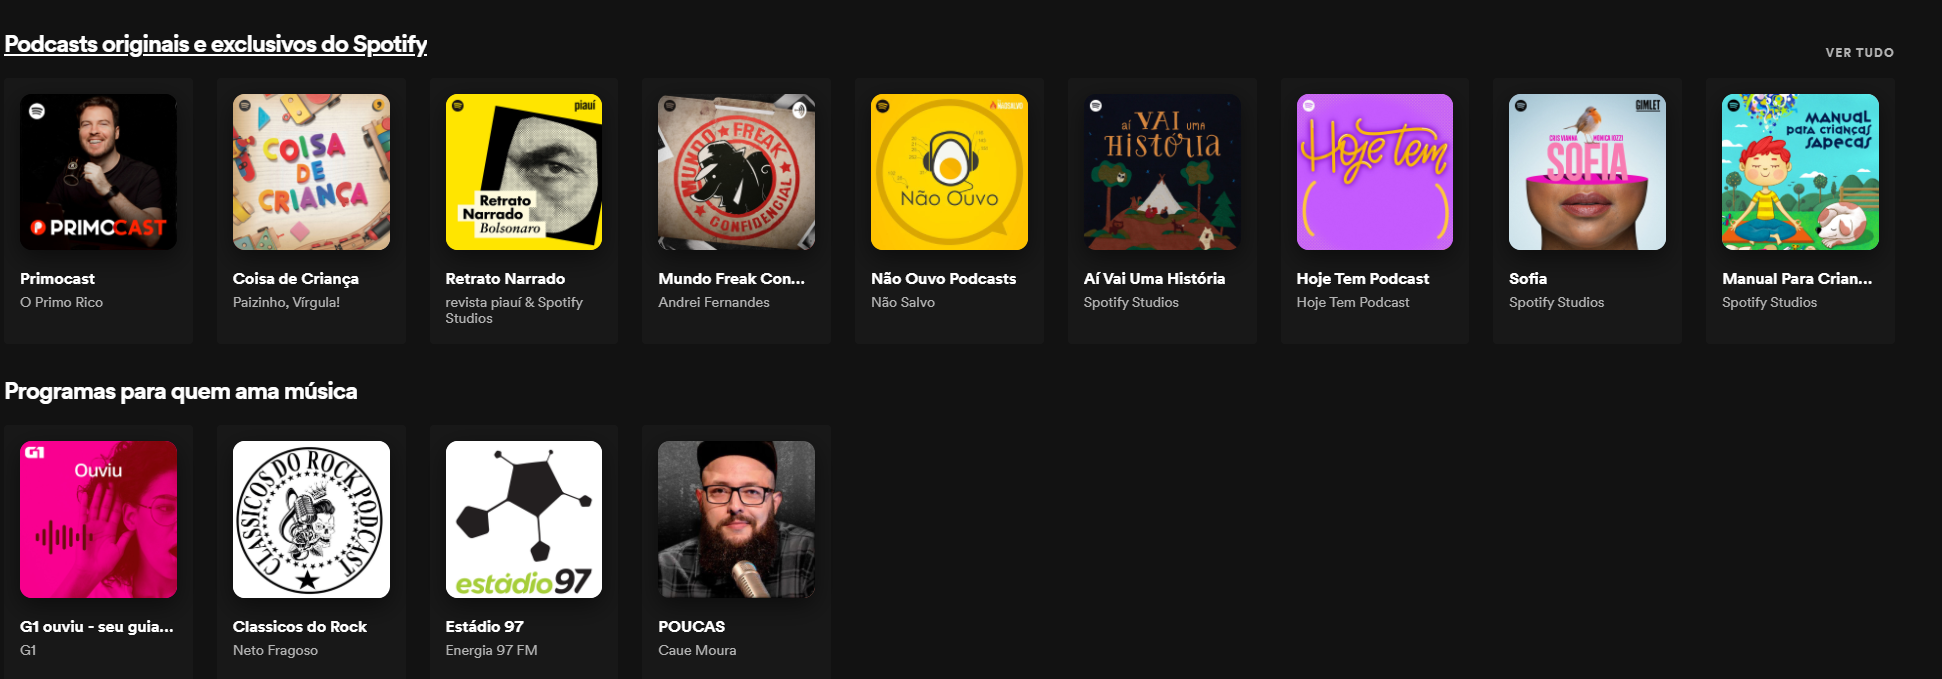 Podcasts originais e exclusivos do Spotify
VER TUDO
PRIMOCAST
Primocast
O Primo Rico
COISA
DE
CRIANÇA
Coisa de Criança
Paizinho, Vírgula!
piauí
Retrato
Narrado
Bolsonaro
Retrato Narrado
revista piauí & Spotify
Studios
MUNDO FREAK
CONFIDENCIAL
Mundo Freak Con...
Andrei Fernandes
NÃOSALVO
Não Ouvo
Não Ouvo Podcasts
Não Salvo
aí VAI UMA
HISTÓRIA
Aí Vai Uma História
Spotify Studios
Hoje tem
( )
Hoje Tem Podcast
Hoje Tem Podcast
GIMLET
CRIS VIANNA MONICA IOZZI
SOFIA
Sofia
Spotify Studios
MANUAL
para crianças
sapecas
Manual Para Crian...
Spotify Studios
Programas para quem ama música
G1
Ouviu
G1 ouviu - seu guia...
G1
CLASSICOS DO ROCK PODCAST
Classicos do Rock
Neto Fragoso
estádio97
Estádio 97
Energia 97 FM
POUCAS
Caue Moura